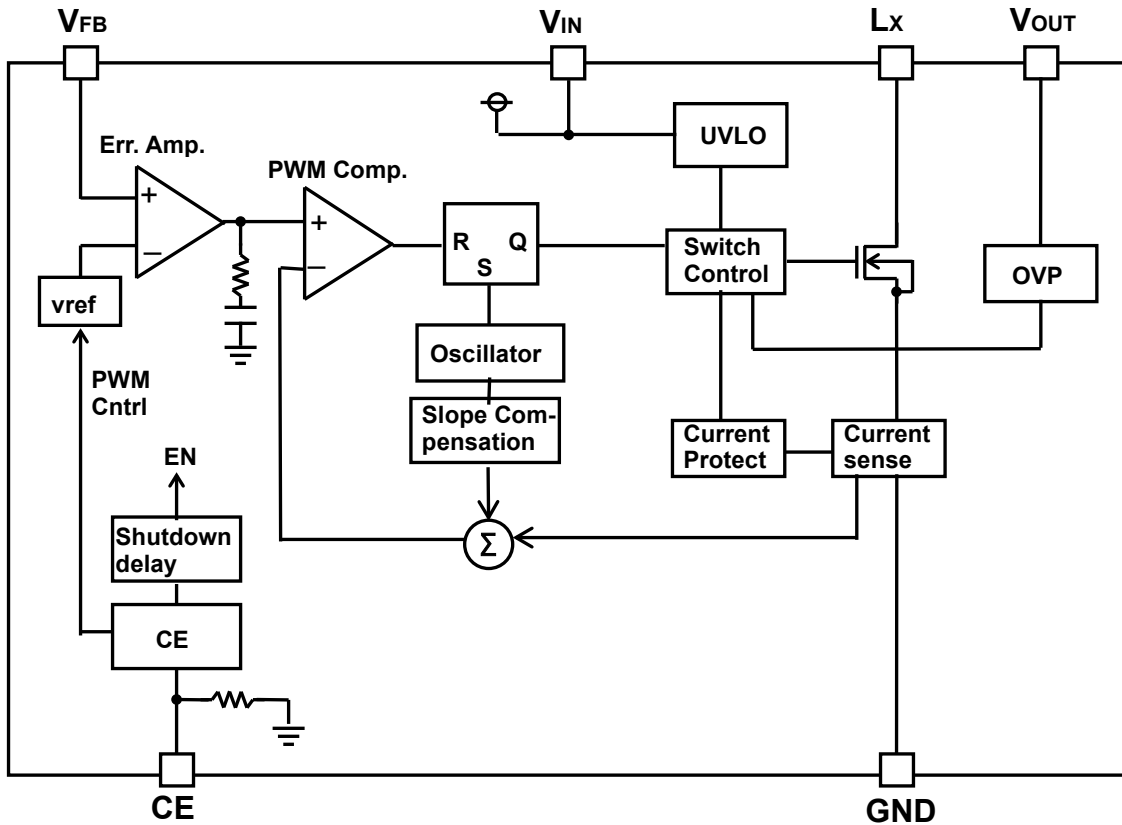 VFB
VIN
LX
VOUT
UVLO
Err. Amp.
PWM Comp.
+
−
+
−
R
Q
S
Switch
Control
OVP
vref
Oscillator
PWM
Cntrl
Slope Com-
pensation
Current
Protect
Current
sense
EN
Shutdown
delay
Σ
CE
CE
GND